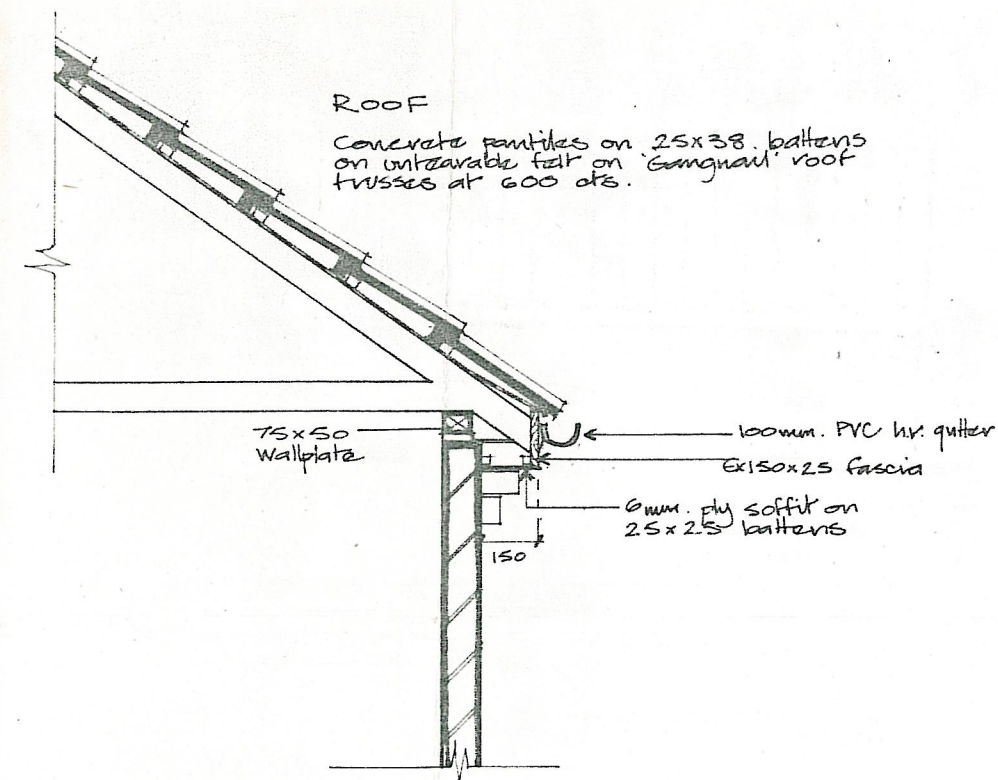 ROOF
Concrete pantiles on 25x38. battens
on untearable felt on 'Gangnail' roof
trusses at 600 cts.
75x50
Wallplate
100mm. PVC h.r. gutter
Ex150x25 fascia
6mm. ply soffit on
25x25 battens
150